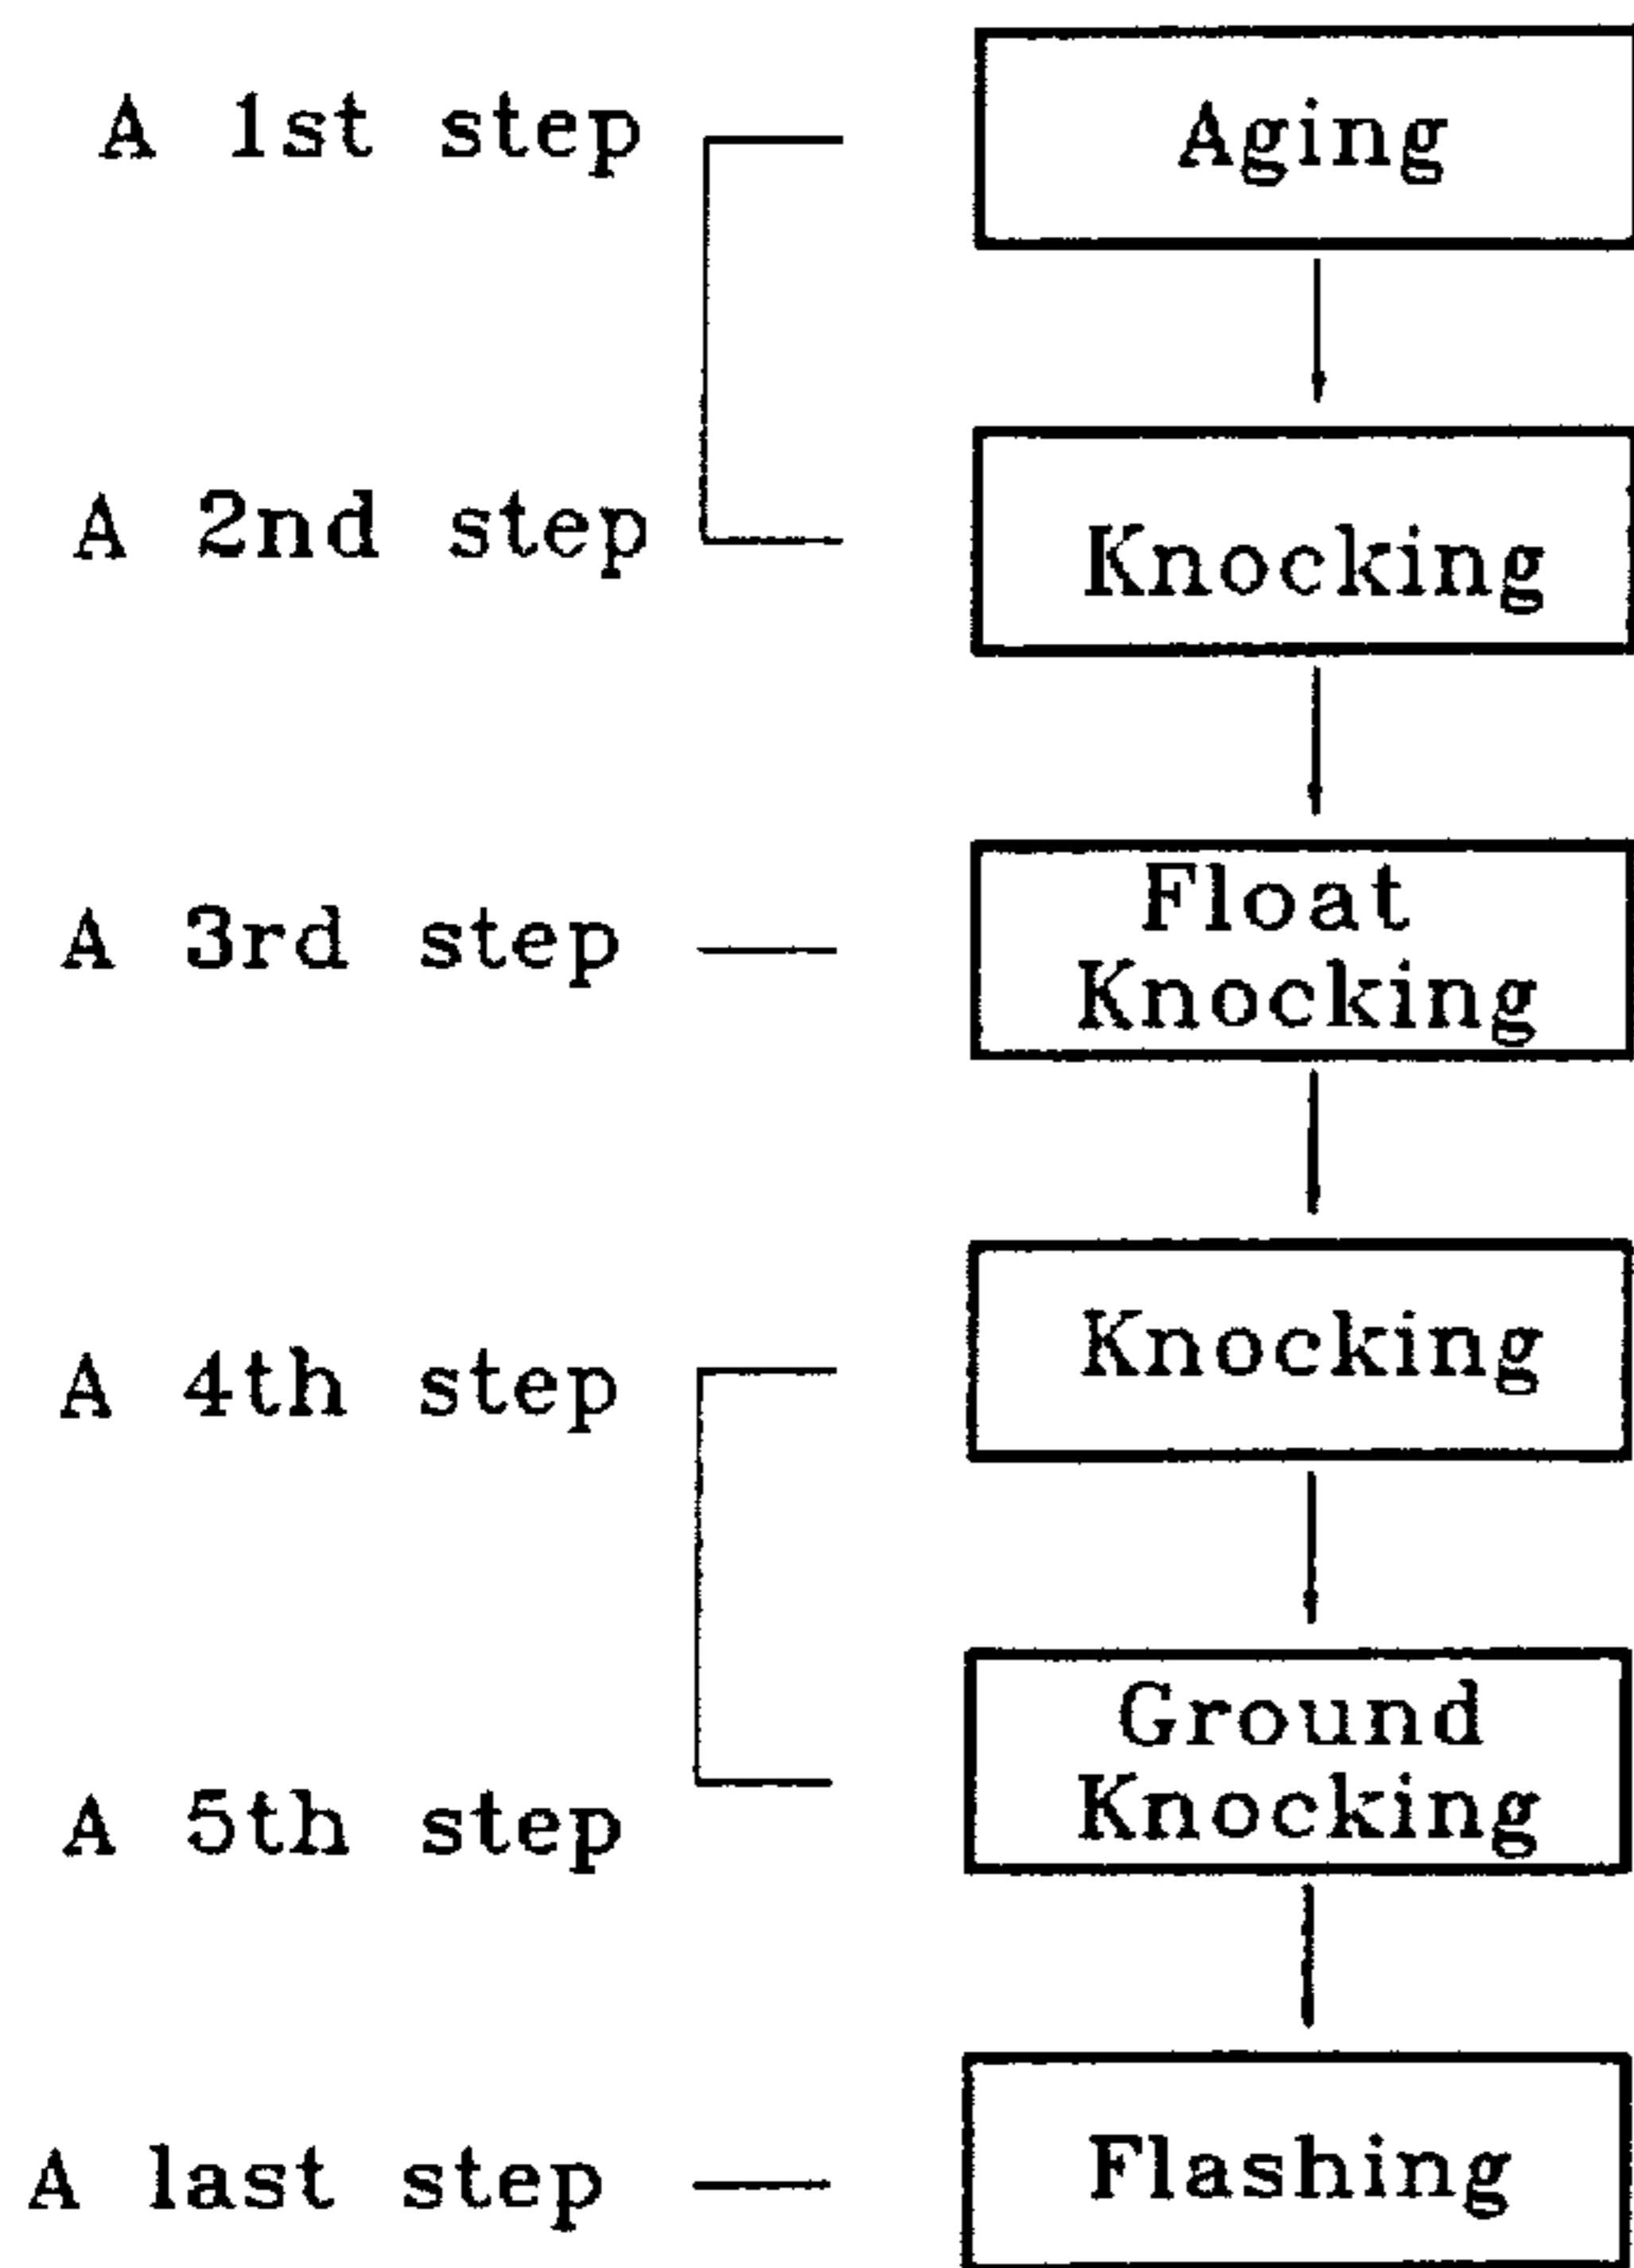 A 1st step
Aging
A 2nd step
Knocking
A 3rd step
Float
Knocking
A 4th step
Knocking
A 5th step
Ground
Knocking
A last step
Flashing